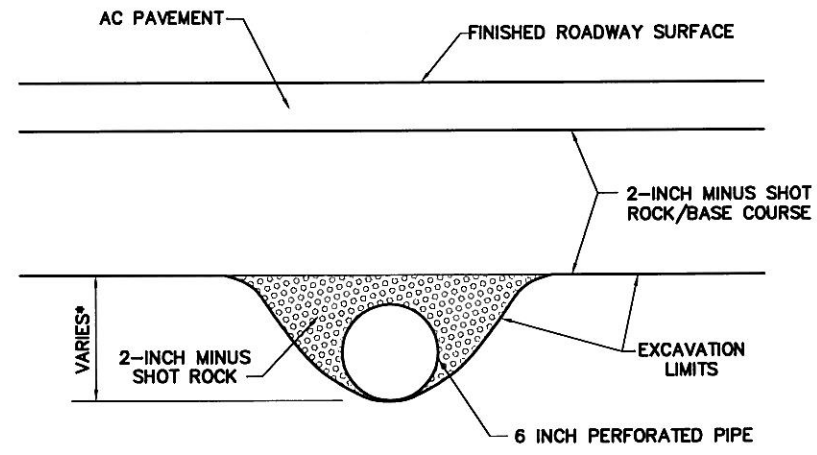 AC PAVEMENT
FINISHED ROADWAY SURFACE
2-INCH MINUS SHOT
ROCK/BASE COURSE
VARIES*
2-INCH MINUS
SHOT ROCK
EXCAVATION
LIMITS
6 INCH PERFORATED PIPE